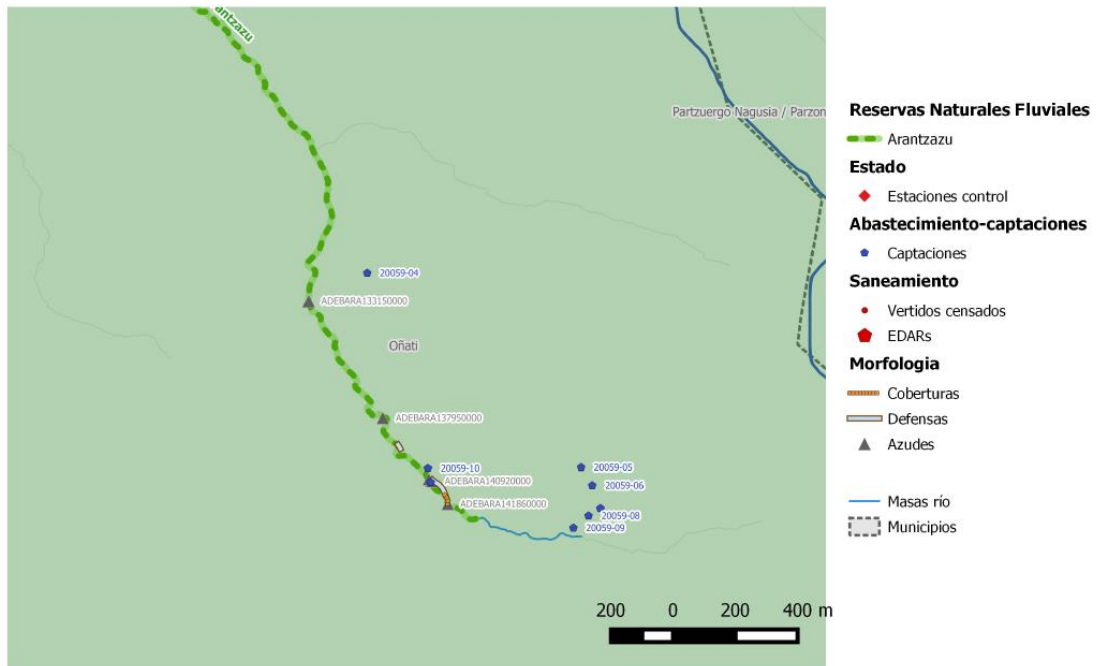 antzazu
Partzuergo Nagusia / Parzon
20059-04
ADEBARA133150000
Oñati
ADEBARA137950000
20059-10
20059-05
ADEBARA140920000
20059-06
ADEBARA141860000
20059-08
20059-09
200 0 200 400 m
Reservas Naturales Fluviales
Arantzazu
Estado
Estaciones control
Abastecimiento-captaciones
Captaciones
Saneamiento
Vertidos censados
EDARs
Morfologia
Coberturas
Defensas
Azudes
Masas río
Municipios